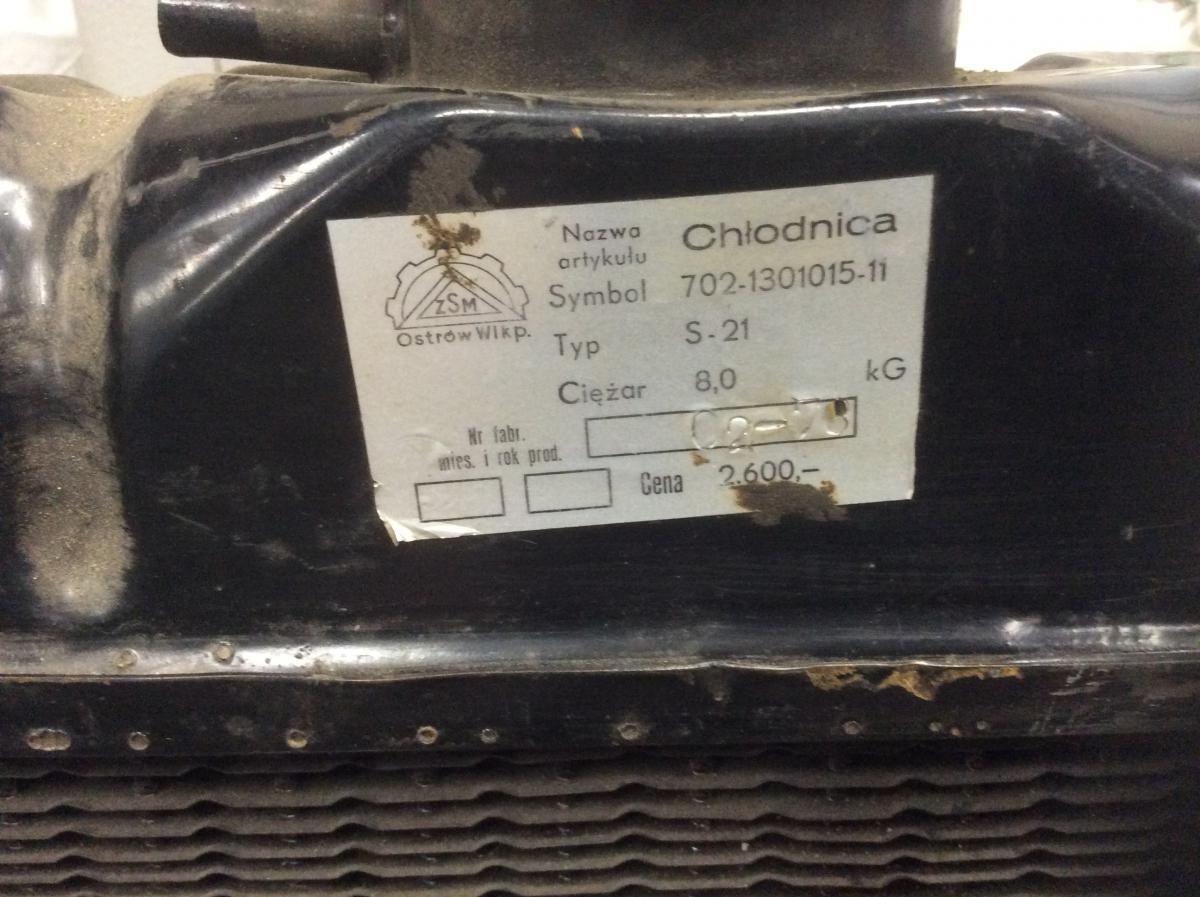 ZSM
Ostrów Wlkp.
Nazwa artykułu Chłodnica
Symbol 702-1301015-11
Typ S-21
Ciężar 8,0 kG
Nr fabr.
mies. i rok prod.
Cena 2.600,-